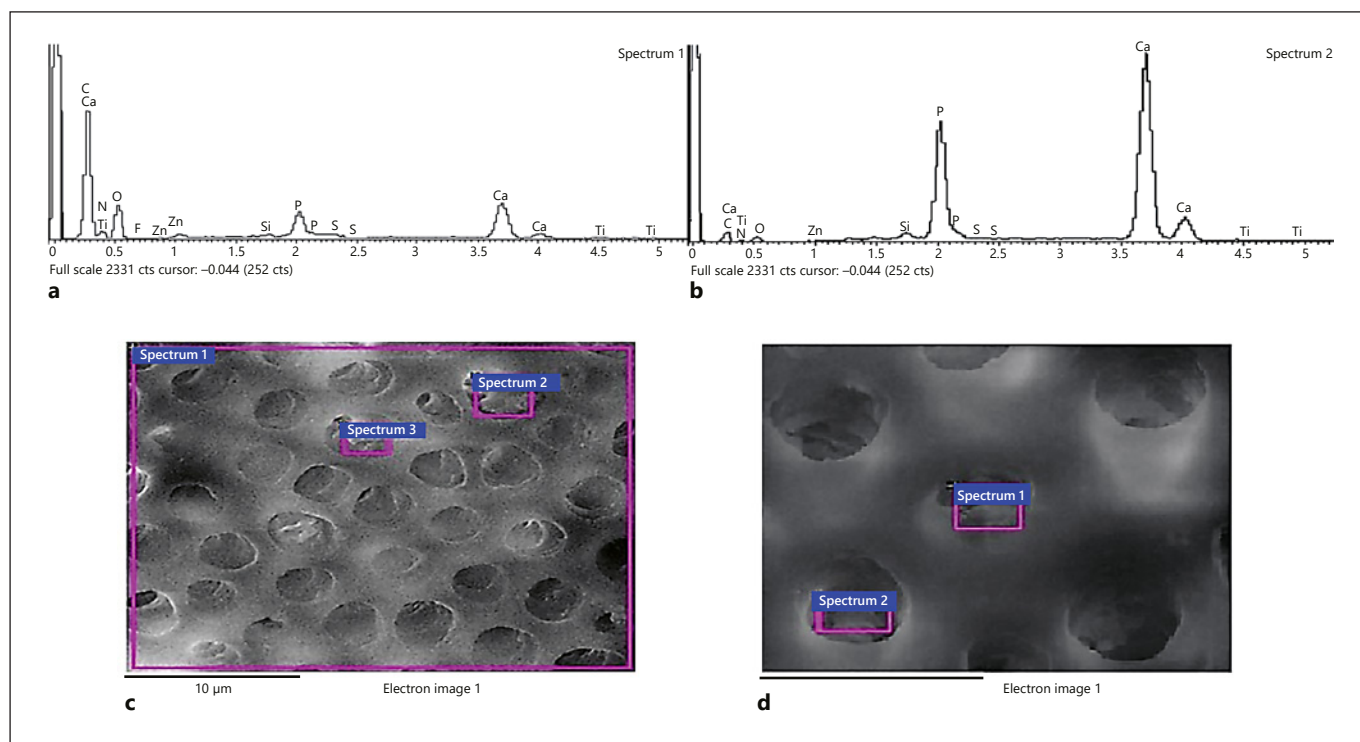 Spectrum 1
C
Ca
N
O
Ti
F
Zn
Zn
Si
P
P
S
S
Ca
Ca
Ti
Ti
0 0.5 1 1.5 2 2.5 3 3.5 4 4.5 5
Full scale 2331 cts cursor: –0.044 (252 cts)
a
Spectrum 2
Ca
P
Ca
C
Ti
N
O
Zn
Si
P
S
S
Ca
Ti
Ti
0 0.5 1 1.5 2 2.5 3 3.5 4 4.5 5
Full scale 2331 cts cursor: –0.044 (252 cts)
b
Spectrum 1
Spectrum 2
Spectrum 3
10 µm
Electron image 1
c
Spectrum 1
Spectrum 2
Electron image 1
d